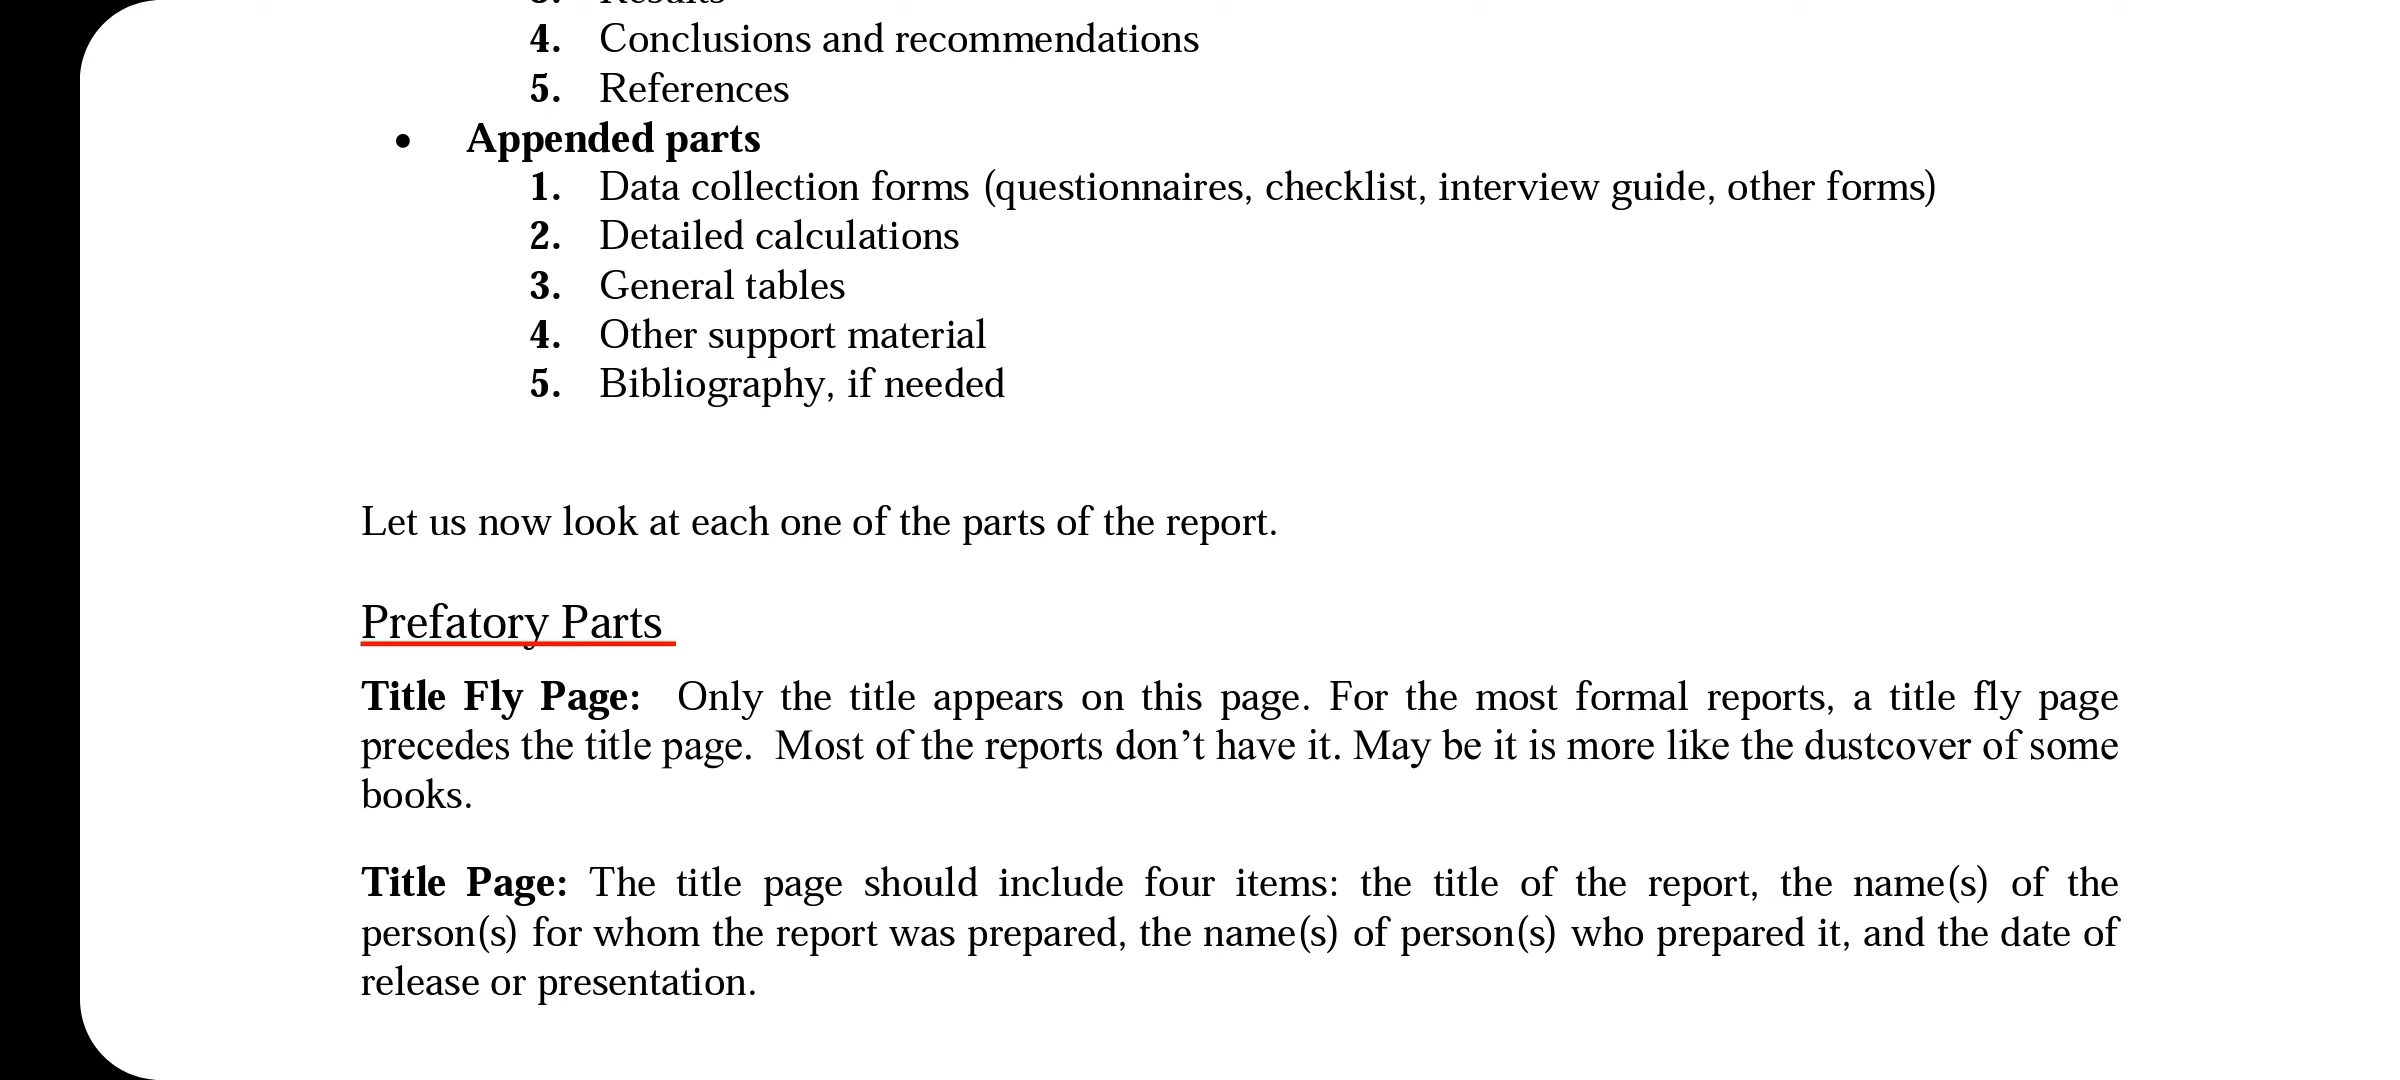 3. Results
4. Conclusions and recommendations
5. References
• Appended parts
1. Data collection forms (questionnaires, checklist, interview guide, other forms)
2. Detailed calculations
3. General tables
4. Other support material
5. Bibliography, if needed
Let us now look at each one of the parts of the report.
Prefatory Parts
Title Fly Page: Only the title appears on this page. For the most formal reports, a title fly page
precedes the title page. Most of the reports don’t have it. May be it is more like the dustcover of some
books.
Title Page: The title page should include four items: the title of the report, the name(s) of the
person(s) for whom the report was prepared, the name(s) of person(s) who prepared it, and the date of
release or presentation.